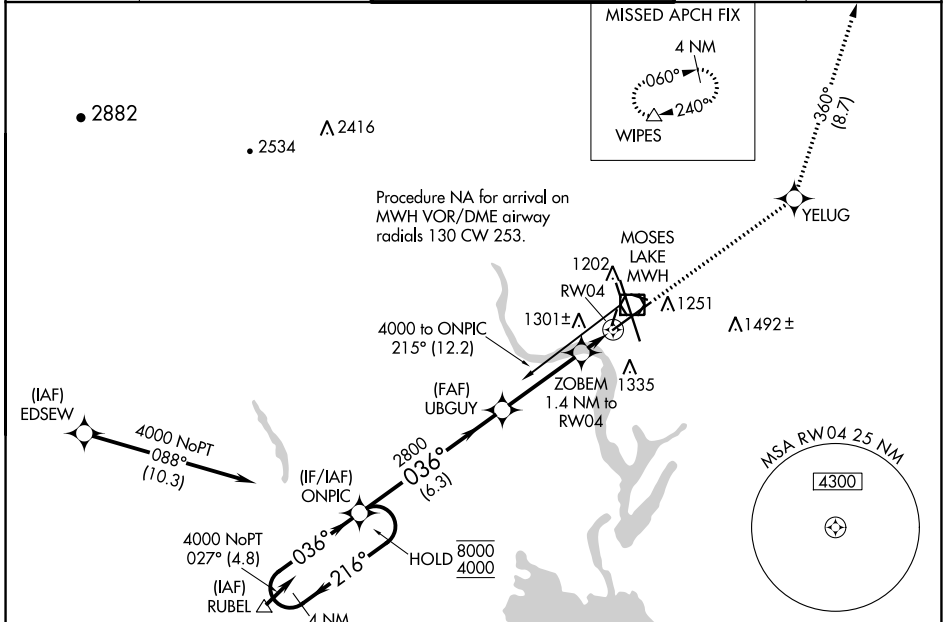 MISSED APCH FIX
4 NM
060°
240°
WIPES
360°
(8.7)
2882
2534
2416
YELUG
Procedure NA for arrival on
MWH VOR/DME airway
radials 130 CW 253.
MOSES
LAKE
MWH
1202
RW04
1251
1301±
1492±
4000 to ONPIC
215° (12.2)
1335
ZOBEM
1.4 NM to
RW04
(FAF)
UBGUY
(IAF)
EDSEW
4000 NoPT
088°
(10.3)
2800
036°
(6.3)
(IF/IAF)
ONPIC
MSA RW04 25 NM
4300
4000 NoPT
027° (4.8)
036°
216°
HOLD
8000
4000
(IAF)
RUBEL
4 NM